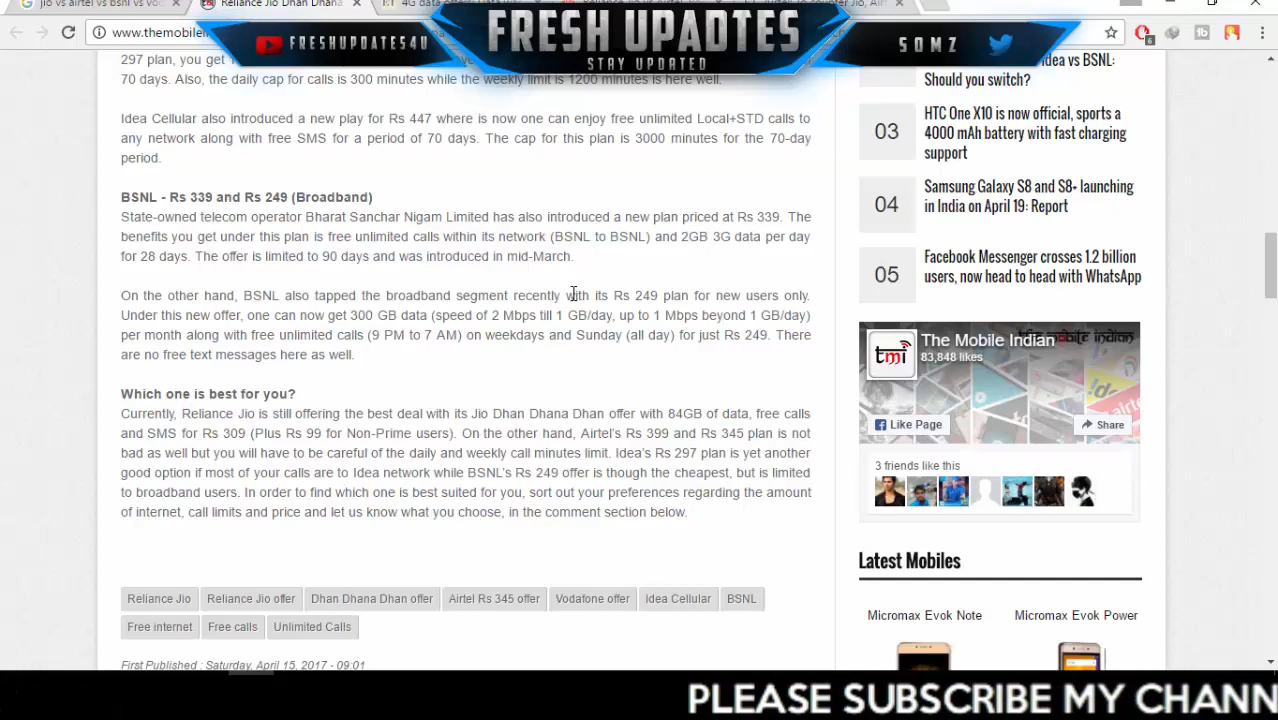 jio vs airtel vs bsnl vs voc
Reliance Jio Dhan Dhana
4G data offers: Data war
www.themobilei
FRESHUPDATES4U
FRESH UPADTES
STAY UPDATED
SOMZ
297 plan, you get
70 days. Also, the daily cap for calls is 300 minutes while the weekly limit is 1200 minutes is here well.
Idea Cellular also introduced a new play for Rs 447 where is now one can enjoy free unlimited Local+STD calls to
any network along with free SMS for a period of 70 days. The cap for this plan is 3000 minutes for the 70-day
period.
BSNL - Rs 339 and Rs 249 (Broadband)
State-owned telecom operator Bharat Sanchar Nigam Limited has also introduced a new plan priced at Rs 339. The
benefits you get under this plan is free unlimited calls within its network (BSNL to BSNL) and 2GB 3G data per day
for 28 days. The offer is limited to 90 days and was introduced in mid-March.
On the other hand, BSNL also tapped the broadband segment recently with its Rs 249 plan for new users only.
Under this new offer, one can now get 300 GB data (speed of 2 Mbps till 1 GB/day, up to 1 Mbps beyond 1 GB/day)
per month along with free unlimited calls (9 PM to 7 AM) on weekdays and Sunday (all day) for just Rs 249. There
are no free text messages here as well.
Which one is best for you?
Currently, Reliance Jio is still offering the best deal with its Jio Dhan Dhana Dhan offer with 84GB of data, free calls
and SMS for Rs 309 (Plus Rs 99 for Non-Prime users). On the other hand, Airtel's Rs 399 and Rs 345 plan is not
bad as well but you will have to be careful of the daily and weekly call minutes limit. Idea's Rs 297 plan is yet another
good option if most of your calls are to Idea network while BSNL's Rs 249 offer is though the cheapest, but is limited
to broadband users. In order to find which one is best suited for you, sort out your preferences regarding the amount
of internet, call limits and price and let us know what you choose, in the comment section below.
Reliance Jio
Reliance Jio offer
Dhan Dhana Dhan offer
Airtel Rs 345 offer
Vodafone offer
Idea Cellular
BSNL
Free internet
Free calls
Unlimited Calls
First Published : Saturday, April 15, 2017 - 09:01
Idea vs BSNL:
Should you switch?
03
HTC One X10 is now official, sports a
4000 mAh battery with fast charging
support
04
Samsung Galaxy S8 and S8+ launching
in India on April 19: Report
05
Facebook Messenger crosses 1.2 billion
users, now head to head with WhatsApp
tmi
The Mobile Indian
83,848 likes
Like Page
Share
3 friends like this
Latest Mobiles
Micromax Evok Note
Micromax Evok Power
PLEASE SUBSCRIBE MY CHANN